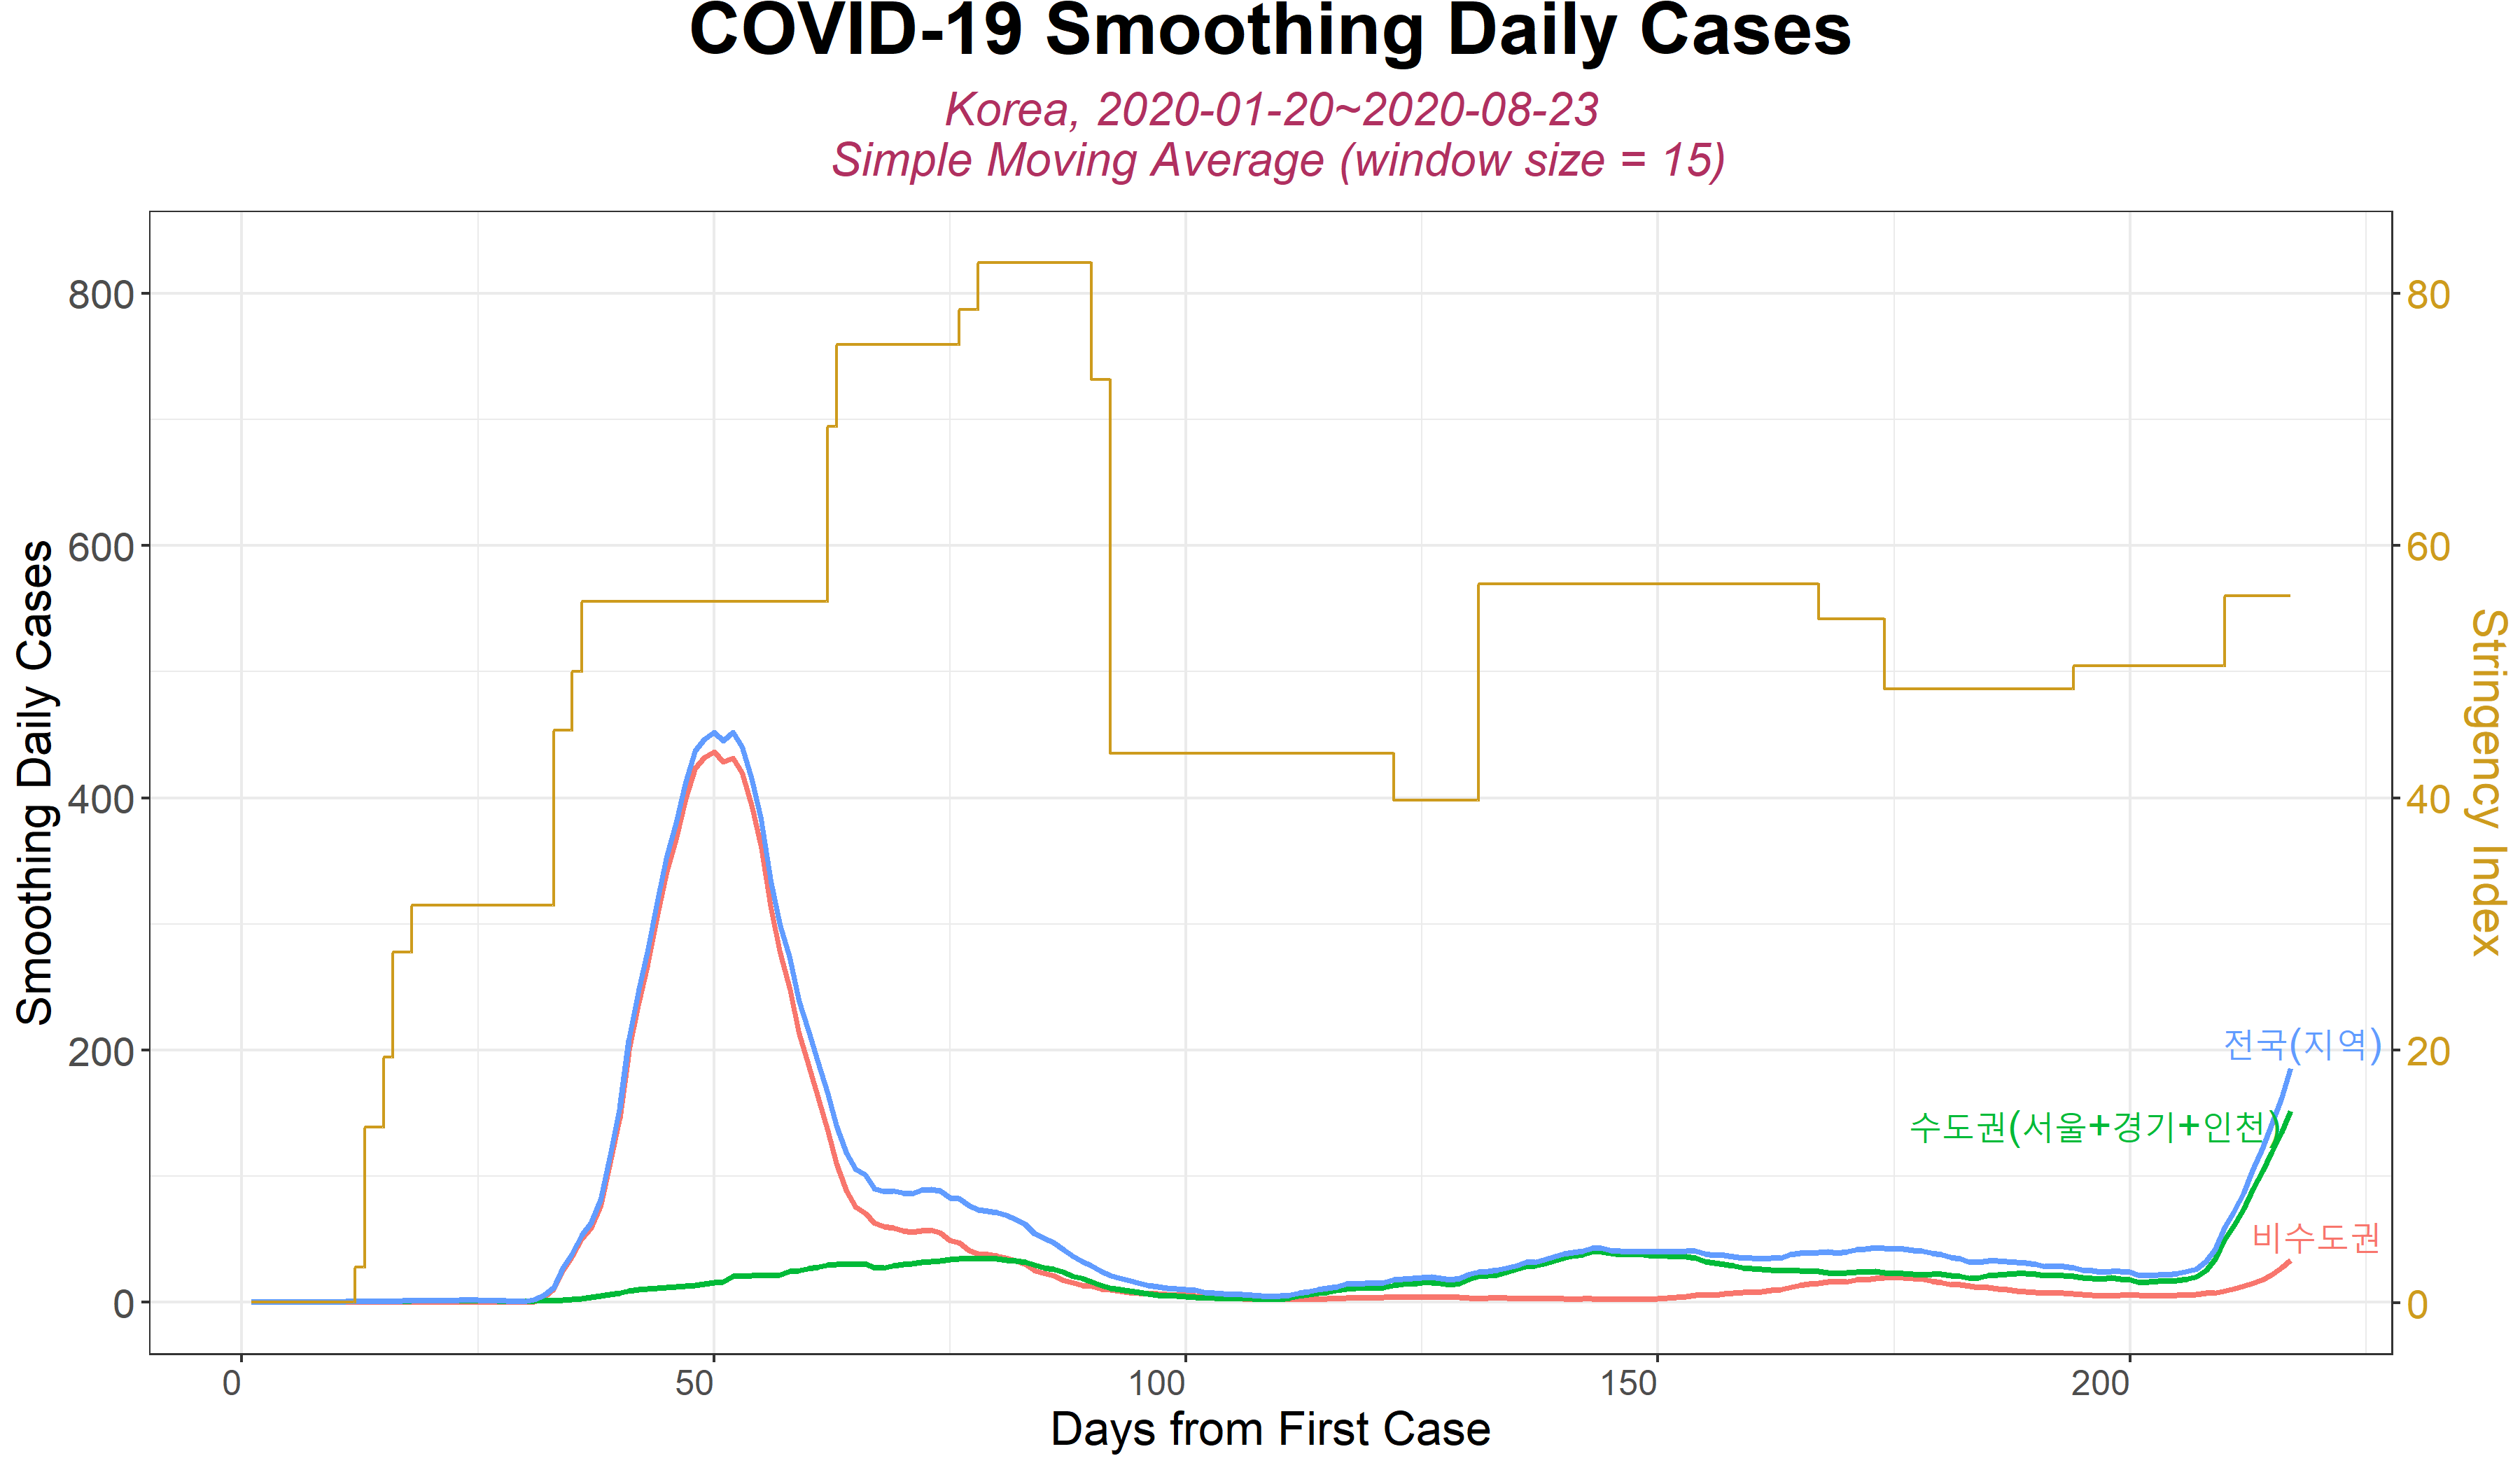 COVID-19 Smoothing Daily Cases
Korea, 2020-01-20~2020-08-23
Simple Moving Average (window size = 15)
Smoothing Daily Cases
800
600
400
200
0
80
60
40
20
0
Stringency Index
전국(지역)
수도권(서울+경기+인천)
비수도권
0
50
100
150
200
Days from First Case